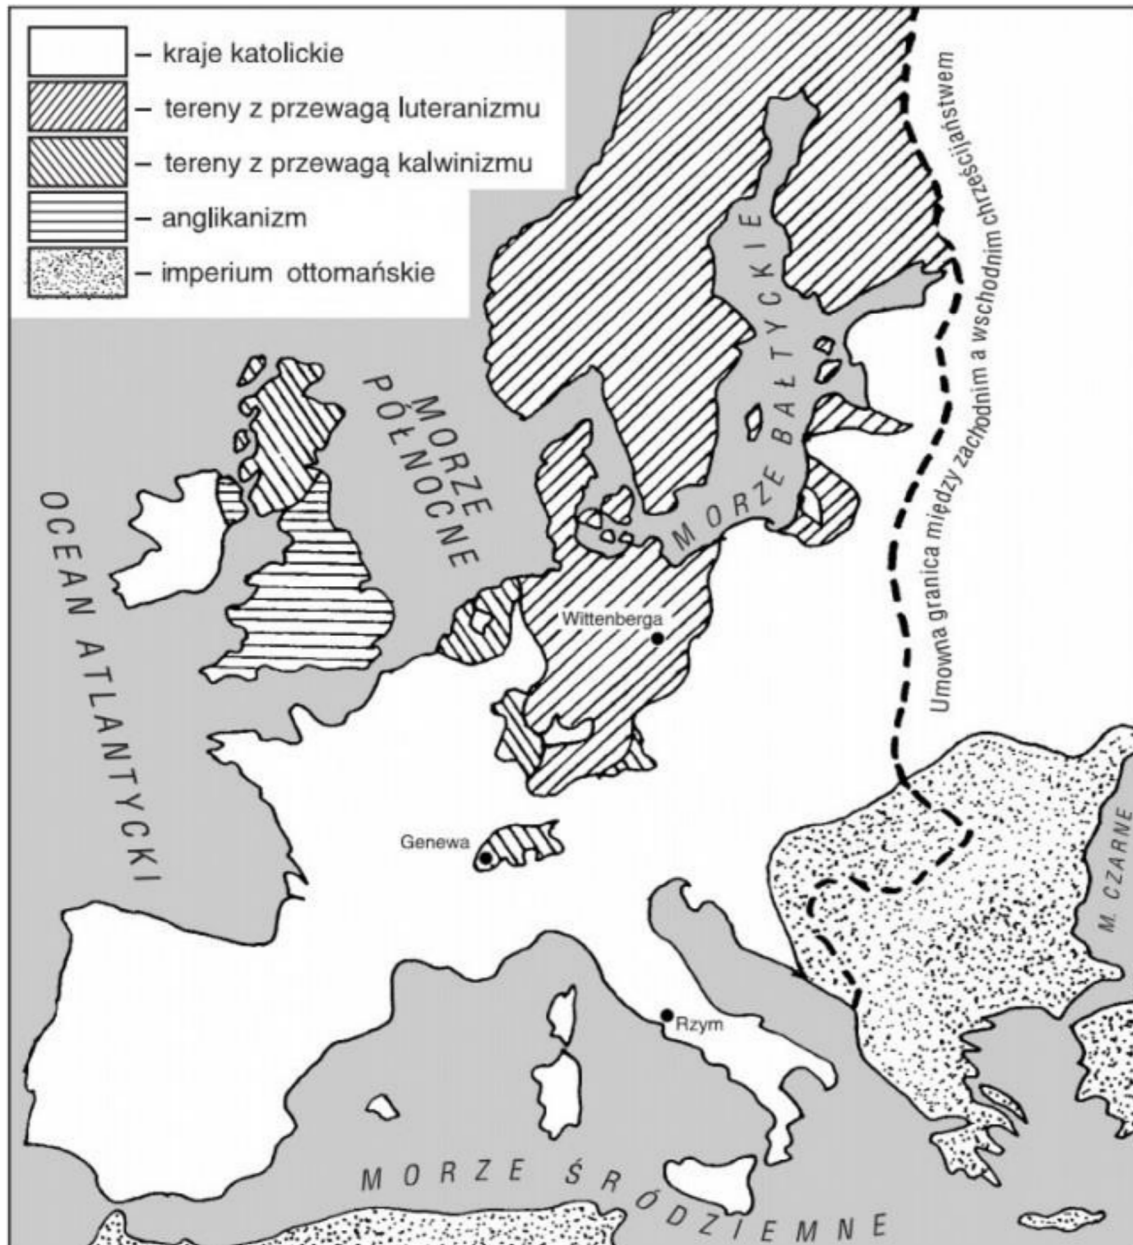 – kraje katolickie
– tereny z przewagą luteranizmu
– tereny z przewagą kalwinizmu
– anglikanizm
– imperium ottomańskie
Umowna granica między zachodnim a wschodnim chrześcijaństwem
MORZE BAŁTYCKIE
MORZE
PÓŁNOCNE
OCEAN ATLANTYCKI
Wittenberga
Genewa
M. CZARNE
Rzym
MORZE ŚRÓDZIEMNE